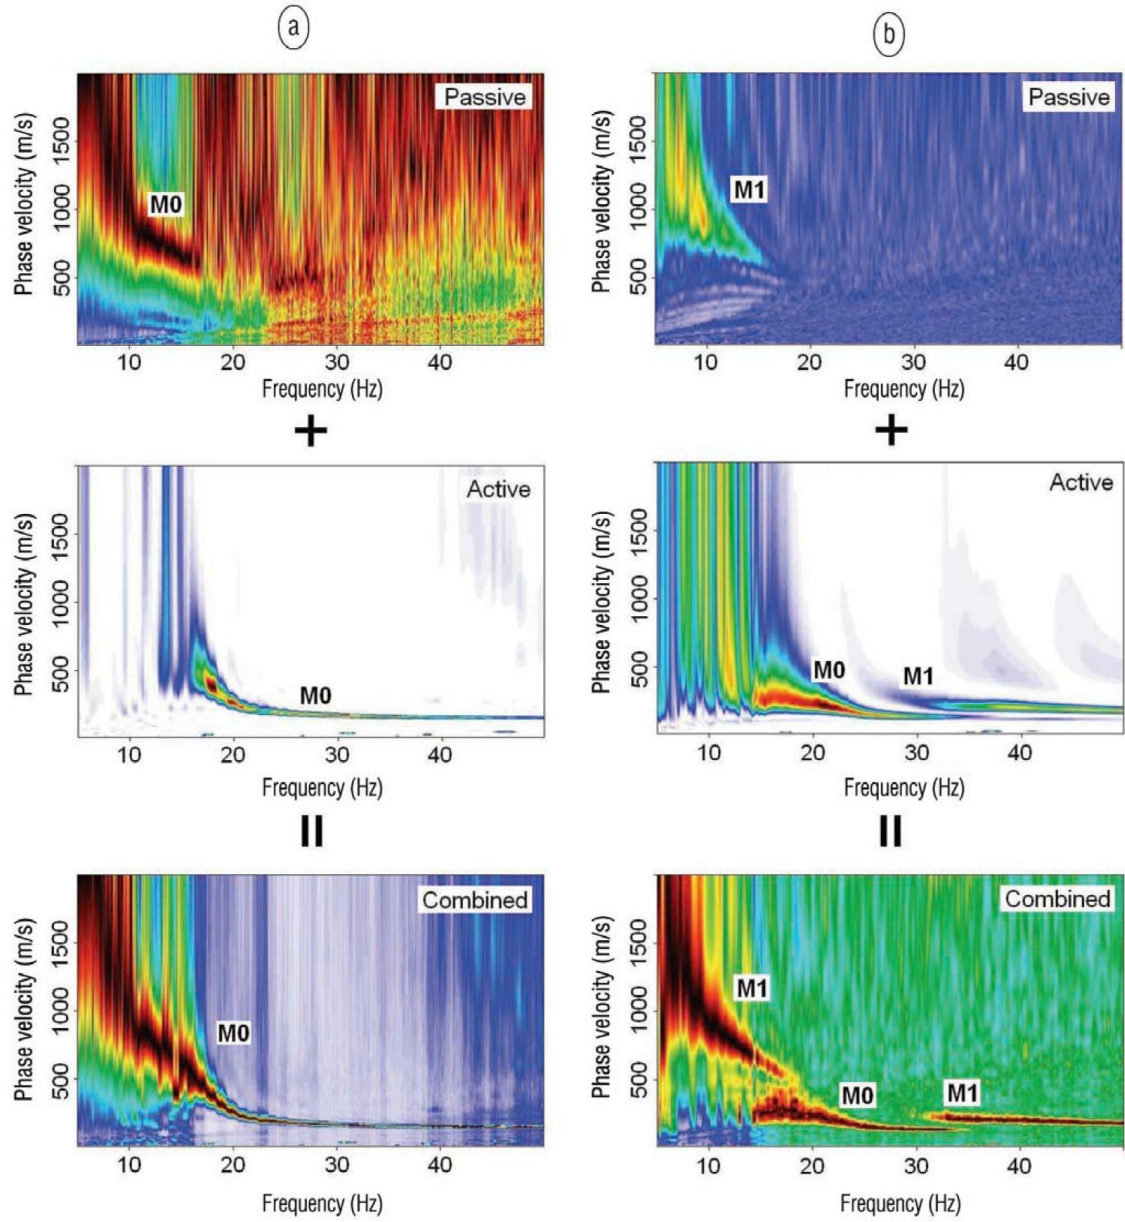 a
b
Passive
M0
1500
1000
500
Phase velocity (m/s)
10 20 30 40
Frequency (Hz)
Passive
M1
1500
1000
500
Phase velocity (m/s)
10 20 30 40
Frequency (Hz)
+
+
Active
M0
1500
1000
500
Phase velocity (m/s)
10 20 30 40
Frequency (Hz)
Active
M0
M1
1500
1000
500
Phase velocity (m/s)
10 20 30 40
Frequency (Hz)
=
=
Combined
M0
1500
1000
500
Phase velocity (m/s)
10 20 30 40
Frequency (Hz)
Combined
M1
M0
M1
1500
1000
500
Phase velocity (m/s)
10 20 30 40
Frequency (Hz)